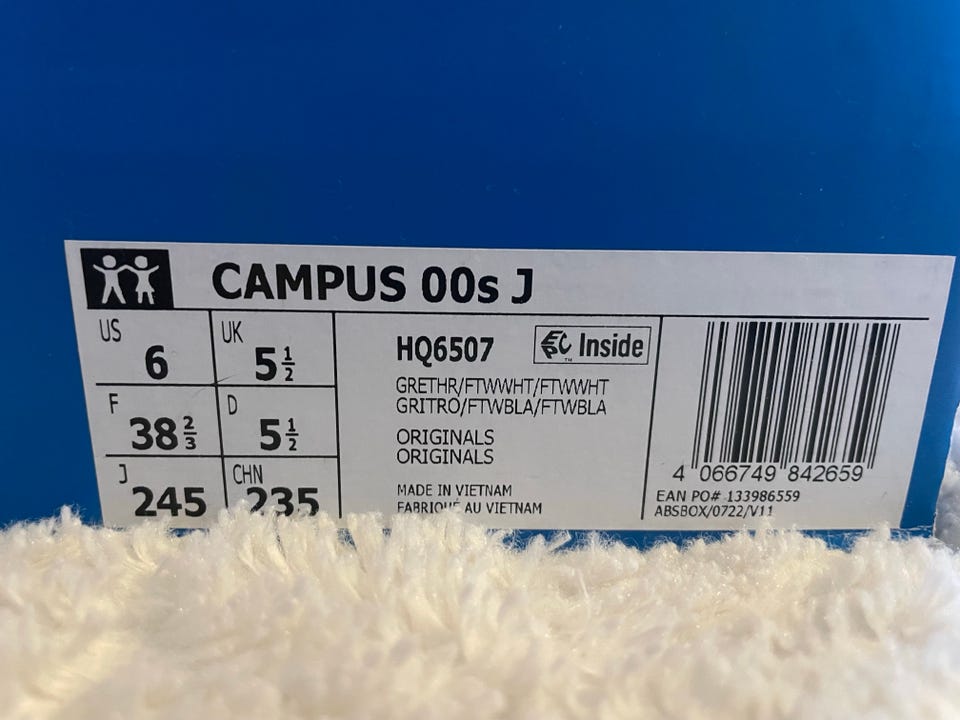 CAMPUS 00s J
US 6
UK 5 1/2
F 38 2/3
D 5 1/2
J 245
CHN 235
HQ6507
Inside
TM
GRETHR/FTWWHT/FTWWHT
GRITRO/FTWBLA/FTWBLA
ORIGINALS
ORIGINALS
MADE IN VIETNAM
FABRIQUÉ AU VIETNAM
4 066749 842659
EAN PO# 133986559
ABSBOX/0722/V11